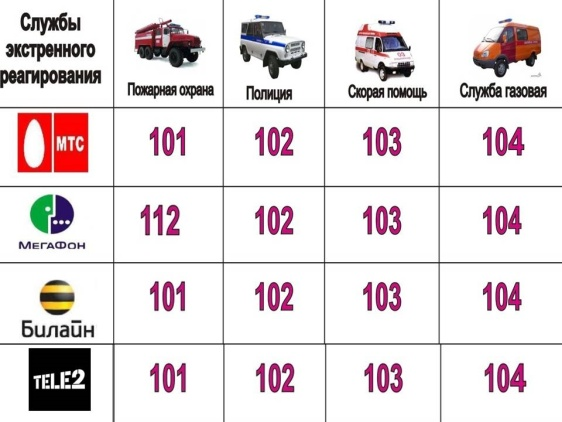 Службы
экстренного
реагирования
Пожарная охрана
Полиция
Скорая помощь
Служба газовая
МТС
101
102
103
104
МЕГАФОН
112
102
103
104
Билайн
101
102
103
104
TELE2
101
102
103
104